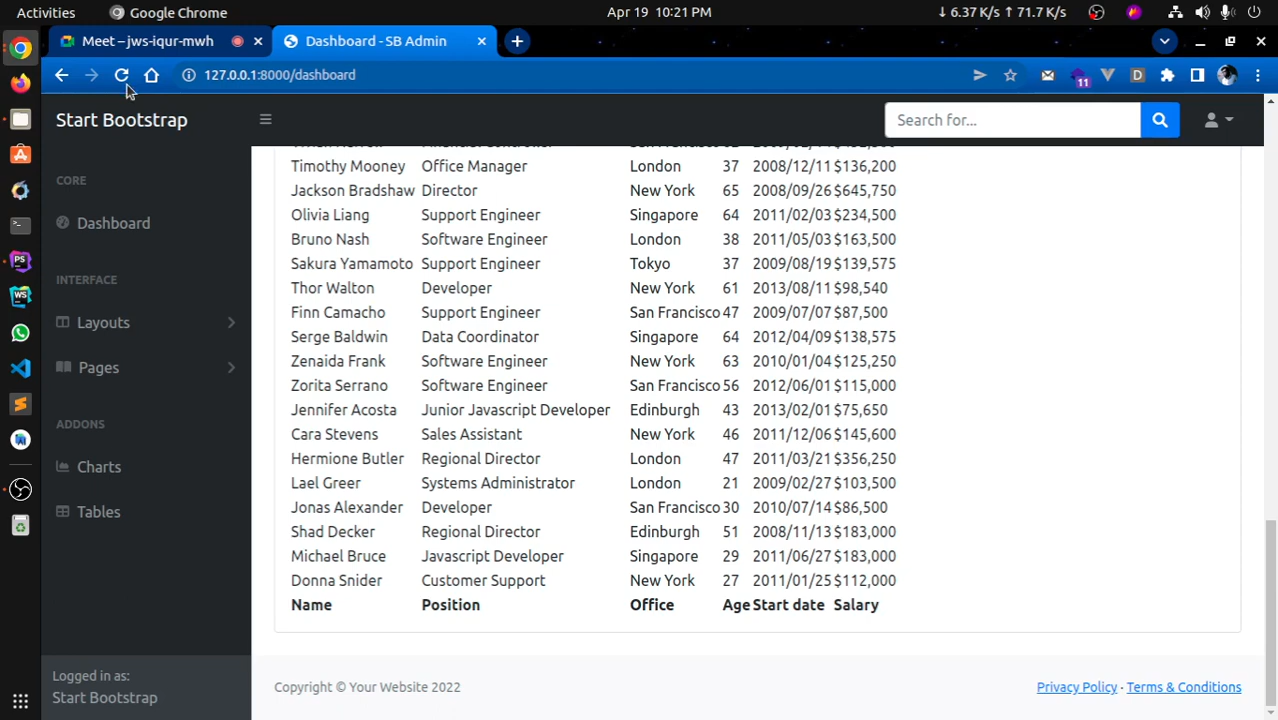 Activities Google Chrome Apr 19 10:21 PM ↓ 6.37 K/s ↑ 71.7 K/s
Meet – jws-iqur-mwh Dashboard - SB Admin
127.0.0.1:8000/dashboard 11
Start Bootstrap Search for...
CORE
Dashboard
INTERFACE
Layouts
Pages
ADDONS
Charts
Tables
Logged in as:
Start Bootstrap
Timothy Mooney Office Manager London 37 2008/12/11 $136,200
Jackson Bradshaw Director New York 65 2008/09/26 $645,750
Olivia Liang Support Engineer Singapore 64 2011/02/03 $234,500
Bruno Nash Software Engineer London 38 2011/05/03 $163,500
Sakura Yamamoto Support Engineer Tokyo 37 2009/08/19 $139,575
Thor Walton Developer New York 61 2013/08/11 $98,540
Finn Camacho Support Engineer San Francisco 47 2009/07/07 $87,500
Serge Baldwin Data Coordinator Singapore 64 2012/04/09 $138,575
Zenaida Frank Software Engineer New York 63 2010/01/04 $125,250
Zorita Serrano Software Engineer San Francisco 56 2012/06/01 $115,000
Jennifer Acosta Junior Javascript Developer Edinburgh 43 2013/02/01 $75,650
Cara Stevens Sales Assistant New York 46 2011/12/06 $145,600
Hermione Butler Regional Director London 47 2011/03/21 $356,250
Lael Greer Systems Administrator London 21 2009/02/27 $103,500
Jonas Alexander Developer San Francisco 30 2010/07/14 $86,500
Shad Decker Regional Director Edinburgh 51 2008/11/13 $183,000
Michael Bruce Javascript Developer Singapore 29 2011/06/27 $183,000
Donna Snider Customer Support New York 27 2011/01/25 $112,000
Name Position Office Age Start date Salary
Copyright © Your Website 2022 Privacy Policy · Terms & Conditions